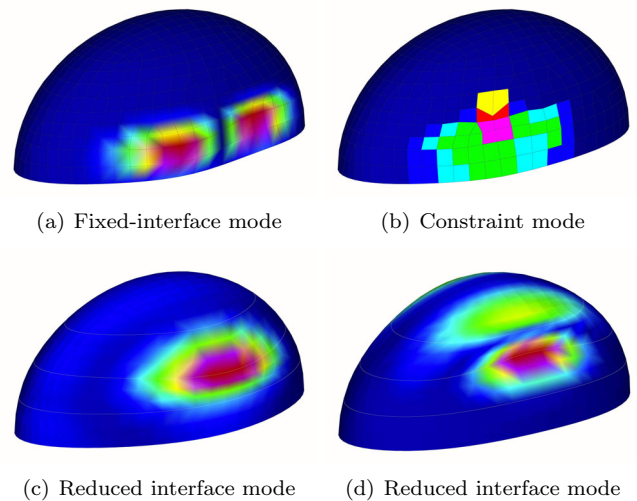 (a) Fixed-interface mode
(b) Constraint mode
(c) Reduced interface mode
(d) Reduced interface mode